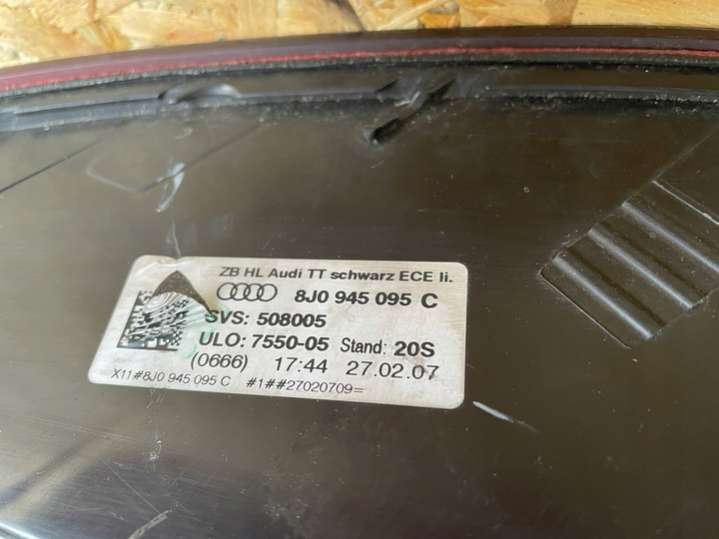 ZB HL Audi TT schwarz ECE li.
8J0 945 095 C
SVS: 508005
ULO: 7550-05 Stand: 20S
(0666) 17:44 27.02.07
X11#8J0 945 095 C #1##27020709=